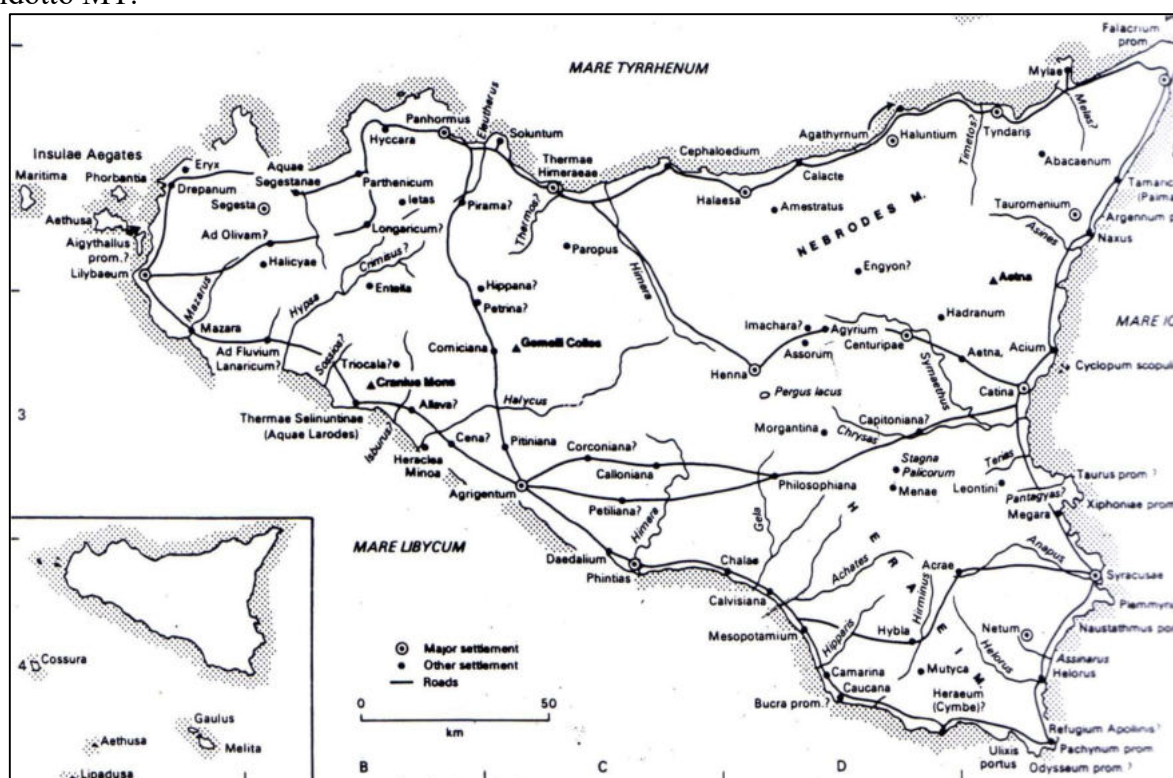 MARE TYRRHENUM
Falacrium
prom
Mylae
Melas?
Tyndaris
Timetos?
Abacaenum
Agathyrnum
Haluntium
Calacte
Cephaloedium
Halaesa
Amestratus
NEBRODES M.
Tauromenium
Asines
Naxus
Panhormus
Eleutherus
Soluntum
Hyccara
Thermae
Himeraeae
Thermoe?
Insulae Aegates
Maritima
Phorbantia
Eryx
Drepanum
Aquae
Segestanae
Segesta
Parthenicum
Ietas
Pirama?
Paropus
Aethusa
Aigythallus
prom.?
Lilybaeum
Ad Olivam?
Longaricum?
Halicyae
Crimisus?
Entella
Himera
Engyon?
Aetna
Mazarus
Hypsa
Hippana?
Petrina?
Hadranum
Imachara?
Agyrium
Centuripae
Assorum
Symaethus
Aetna,
Acium
Cyclopum scopuli
Mazara
Ad Fluvium
Lanaricum?
Triocala?
Cranius Mons
Comiciana
Gemelli Colles
Henna
Pergus lacus
Catina
3
Thermae Selinuntinae
(Aquae Larodes)
Allava?
Halycus
Isburus?
Heraclea
Minoa
Cena?
Pitiniana
Morgantina
Chrysas
Capitoniana?
Corconiana?
Calloniana
Stagna
Palicorum
Menae
Terias
Leontini
Pantagyas?
Taurus prom ?
Xiphoniae prom
Megara
Agrigentum
Petiliana?
Philosophiana
Himera
Gela
HERAEI M.
MARE LIBYCUM
Daedalium
Phintias
Chalae
Calvisiana
Achates
Acrae
Anapus
Syracusae
Mesopotamium
Hipparis
Hirminus
Hybla
Netum
Assinarus
Helorus
Helorus
Camarina
Caucana
Mutyca
Bucra prom.?
Heraeum
(Cymbe)?
Ulixis
portus
Refugium Apolinis?
Pachynum prom
Odysseum prom ?
4
Cossura
Gaulus
Aethusa
Melita
Lipadusa
Major settlement
Other settlement
Roads
0 50
km
B C D